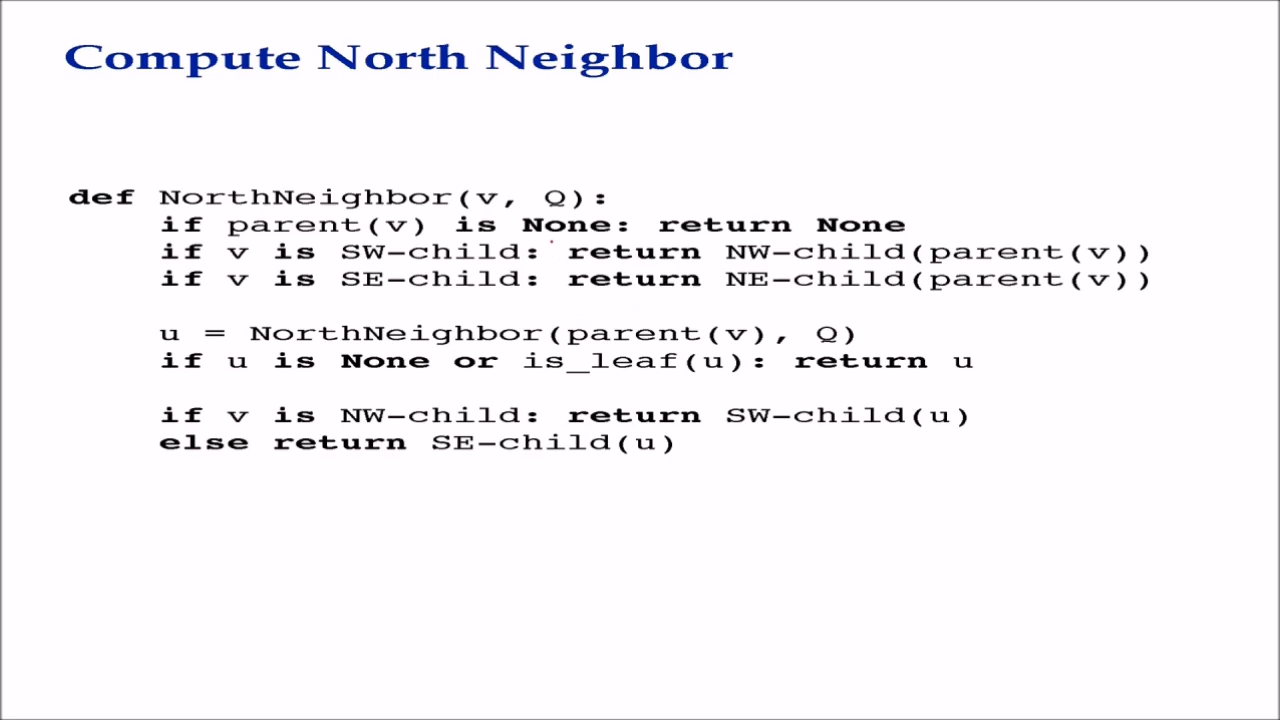 Compute North Neighbor
def NorthNeighbor(v, Q):
if parent(v) is None: return None
if v is SW-child: return NW-child(parent(v))
if v is SE-child: return NE-child(parent(v))
u = NorthNeighbor(parent(v), Q)
if u is None or is_leaf(u): return u
if v is NW-child: return SW-child(u)
else return SE-child(u)